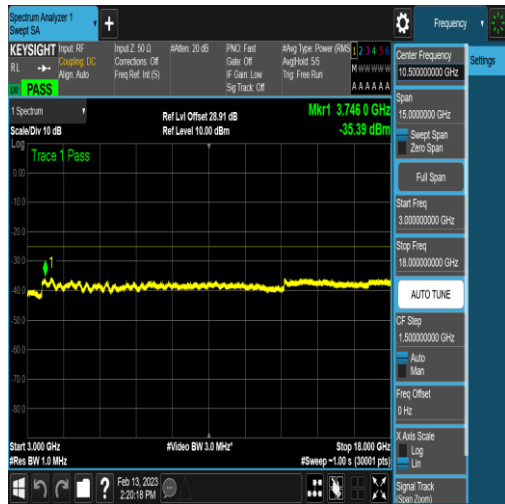 Spectrum Analyzer 1
Swept SA
Frequency
KEYSIGHT
RL
PASS
Input: RF
Coupling: DC
Align: Auto
Input Z: 50 Ω
Corrections: Off
Freq Ref: Int (S)
#Atten: 20 dB
PNO: Fast
Gate: Off
IF Gain: Low
Sig Track: Off
#Avg Type: Power (RMS
Avg|Hold: 5/5
Trig: Free Run
1 2 3 4 5 6
M W W W W W
A A A A A A
1 Spectrum
Scale/Div 10 dB
Ref Lvl Offset 28.91 dB
Ref Level 10.00 dBm
Mkr1 3.746 0 GHz
-35.39 dBm
Log
Trace 1 Pass
0.00
-10.0
-20.0
-30.0
1
-40.0
-50.0
-60.0
-70.0
-80.0
Start 3.000 GHz
#Res BW 1.0 MHz
#Video BW 3.0 MHz*
Stop 18.000 GHz
#Sweep ~1.00 s (30001 pts)
Feb 13, 2023
2:20:18 PM
Center Frequency
10.500000000 GHz
Settings
Span
15.0000000 GHz
Swept Span
Zero Span
Full Span
Start Freq
3.000000000 GHz
Stop Freq
18.000000000 GHz
AUTO TUNE
CF Step
1.500000000 GHz
Auto
Man
Freq Offset
0 Hz
X Axis Scale
Log
Lin
Signal Track
(Span Zoom)